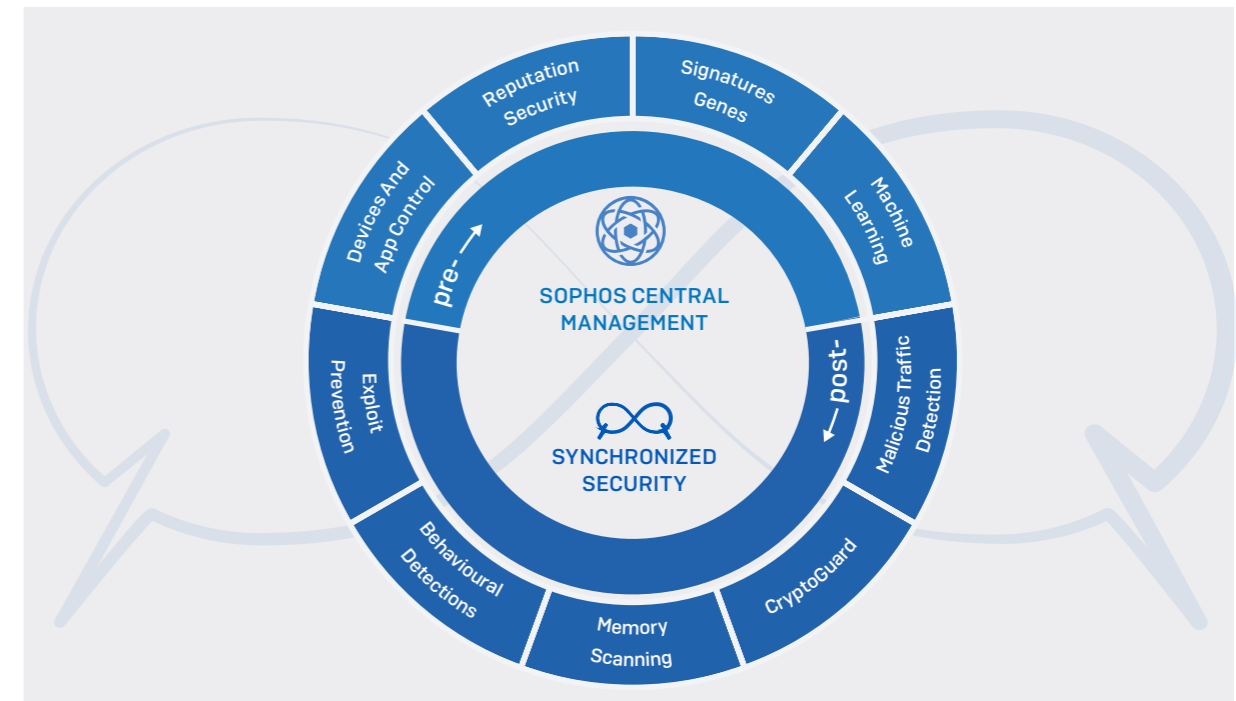 Reputation
Security
Signatures
Genes
Machine
Learning
Devices And
App Control
pre-
SOPHOS CENTRAL
MANAGEMENT
post-
Malicious Traffic
Detection
Exploit
Prevention
SYNCHRONIZED
SECURITY
Behavioural
Detections
CryptoGuard
Memory
Scanning